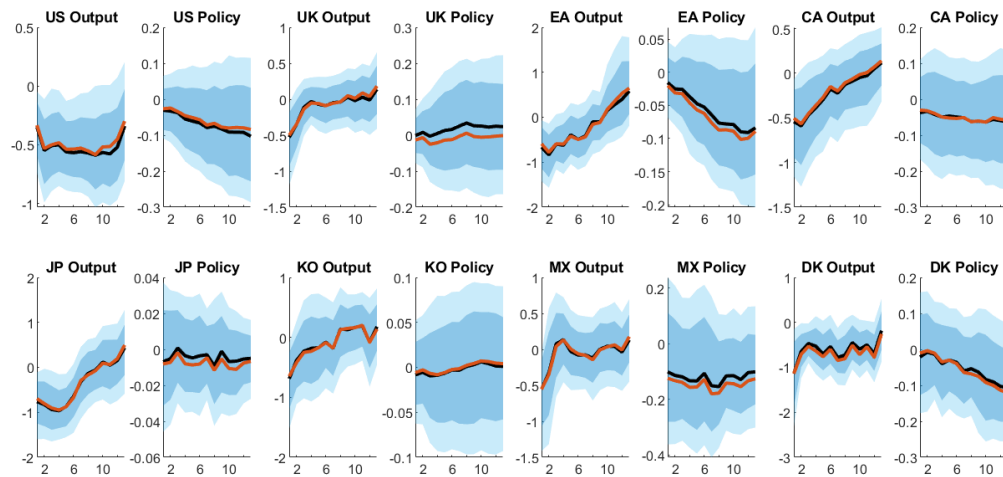 US Output US Policy UK Output UK Policy EA Output EA Policy CA Output CA Policy
0.5 0.2 0.5 0.2 2 0 0.5 0.2
0.1
0 0 0 0.1 1 -0.05 0 0.1
0
-0.5 -0.1 -0.5 0 0 -0.1 -0.5 -0.1
-0.2 -1 -0.1 -1 -0.15 -1 -0.2
-1 -0.3 -1.5 -0.2 -2 -0.2 -1.5 -0.3
2 6 10 2 6 10 2 6 10 2 6 10 2 6 10 2 6 10 2 6 10 2 6 10
JP Output JP Policy KO Output KO Policy MX Output MX Policy DK Output DK Policy
2 0.04 1 0.1 1 0.2 1 0.2
1 0.02 0.05 0.5 0 0.1
0 0 0 0 0 0 -1 0
-0.02 -0.5 -0.1
-1 -0.04 -1 -0.05 -1 -0.2 -2 -0.2
-2 -0.06 -2 -0.1 -1.5 -0.4 -3 -0.3
2 6 10 2 6 10 2 6 10 2 6 10 2 6 10 2 6 10 2 6 10 2 6 10